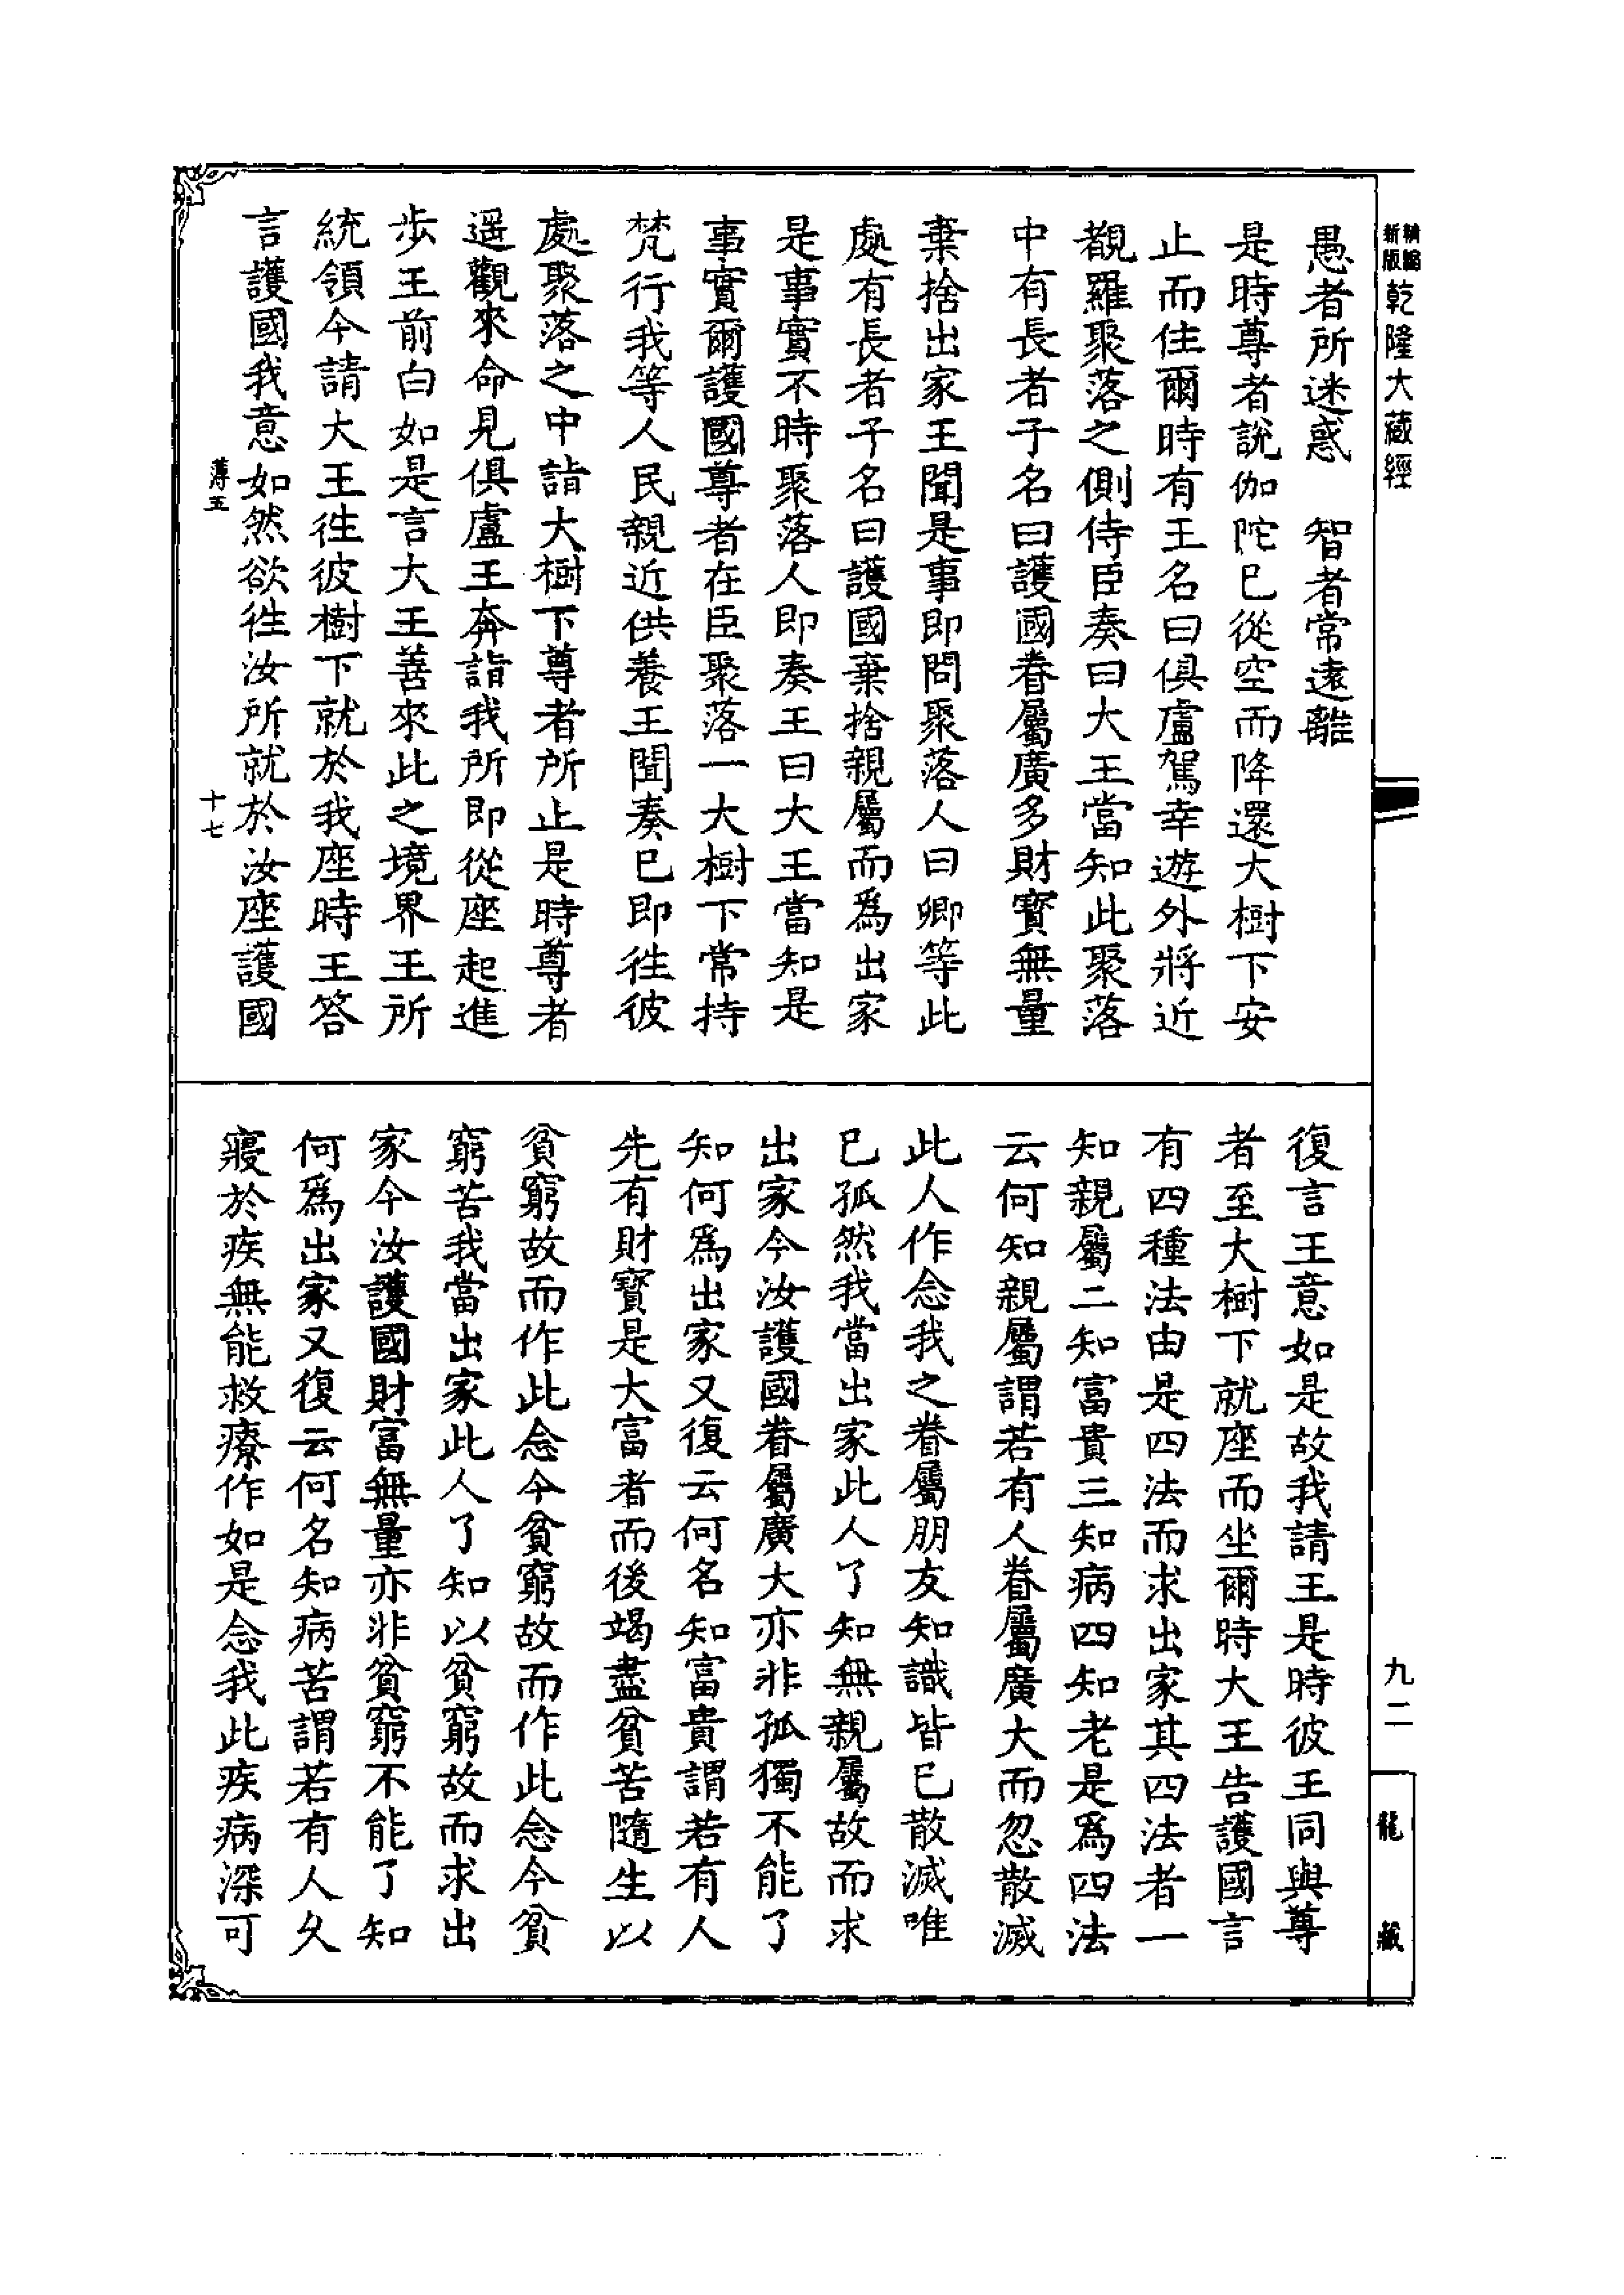 新編縮版乾隆大藏經
愚者所迷惑　智者常遠離
是時尊者說伽陀已從空而降還大樹下安
止而住爾時有王名曰俱盧駕幸遊外將近
覩羅聚落之側侍臣奏曰大王當知此聚落
中有長者子名曰護國眷屬廣多財寶無量
棄捨出家王聞是事即問聚落人曰卿等此
處有長者子名曰護國棄捨親屬而為出家
是事實不時聚落人即奏王曰大王當知是
事實爾護國尊者在臣聚落一大樹下常持
梵行我等人民親近供養王聞奏已即徃彼
處聚落之中詣大樹下尊者所止是時尊者
遥觀來命見俱盧王奔詣我所即從座起進
步王前白如是言大王善來此之境界王所
統領今請大王徃彼樹下就於我座時王答
言護國我意如然欲徃汝所就於汝座護國
薄五
十七
復言王意如是故我請王是時彼王同與尊
者至大樹下就座而坐爾時大王告護國言
有四種法由是四法而求出家其四法者一
知親屬二知富貴三知病四知老是為四法
云何知親屬謂若有人眷屬廣大而忽散滅
此人作念我之眷屬朋友知識皆已散滅唯
已孤然我當出家此人了知無親屬故而求
出家今汝護國眷屬廣大亦非孤獨不能了
知何為出家又復云何名知富貴謂若有人
先有財寶是大富者而後竭盡貧苦隨生以
貧窮故而作此念今貧窮故而作此念今貧
窮苦我當出家此人了知以貧窮故而求出
家今汝護國財富無量亦非貧窮不能了知
何為出家又復云何名知病苦謂若有人久
寢於疾無能救療作如是念我此疾病深可
九二
龍藏